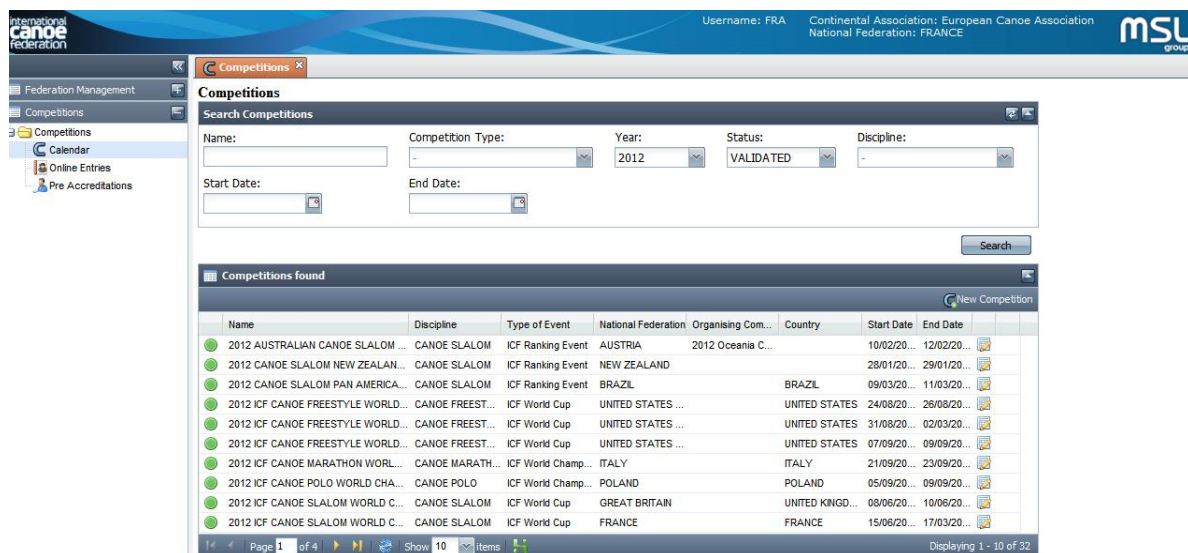 international
canoe
federation
Username: FRA
Continental Association: European Canoe Association
National Federation: FRANCE
MSL
group
Competitions
Federation Management
Competitions
Competitions
Calendar
Online Entries
Pre Accreditations
Competitions
Search Competitions
Name: Competition Type: Year: Status: Discipline:
- 2012 VALIDATED -
Start Date: End Date:
Search
Competitions found
New Competition
Name Discipline Type of Event National Federation Organising Com... Country Start Date End Date
2012 AUSTRALIAN CANOE SLALOM ... CANOE SLALOM ICF Ranking Event AUSTRIA 2012 Oceania C... 10/02/20... 12/02/20...
2012 CANOE SLALOM NEW ZEALAN... CANOE SLALOM ICF Ranking Event NEW ZEALAND 28/01/20... 29/01/20...
2012 CANOE SLALOM PAN AMERICA... CANOE SLALOM ICF Ranking Event BRAZIL BRAZIL 09/03/20... 11/03/20...
2012 ICF CANOE FREESTYLE WORLD... CANOE FREEST... ICF World Cup UNITED STATES ... UNITED STATES 24/08/20... 26/08/20...
2012 ICF CANOE FREESTYLE WORLD... CANOE FREEST... ICF World Cup UNITED STATES ... UNITED STATES 31/08/20... 02/03/20...
2012 ICF CANOE FREESTYLE WORLD... CANOE FREEST... ICF World Cup UNITED STATES ... UNITED STATES 07/09/20... 09/09/20...
2012 ICF CANOE MARATHON WORL... CANOE MARATH... ICF World Champ... ITALY ITALY 21/09/20... 23/09/20...
2012 ICF CANOE POLO WORLD CHA... CANOE POLO ICF World Champ... POLAND POLAND 05/09/20... 09/09/20...
2012 ICF CANOE SLALOM WORLD C... CANOE SLALOM ICF World Cup GREAT BRITAIN UNITED KINGD... 08/06/20... 10/06/20...
2012 ICF CANOE SLALOM WORLD C... CANOE SLALOM ICF World Cup FRANCE FRANCE 15/06/20... 17/03/20...
Page 1 of 4 Show 10 items Displaying 1 - 10 of 32